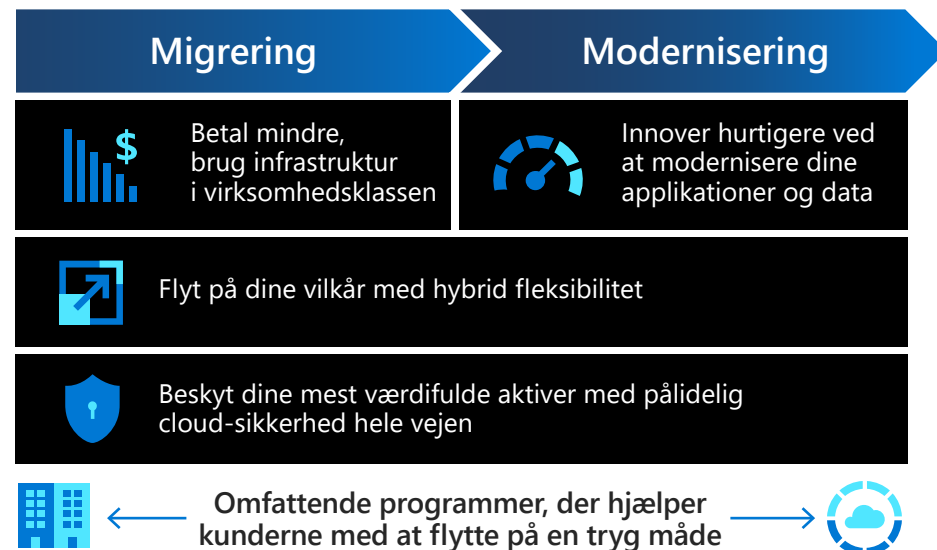 Migrering
Modernisering
$
Betal mindre,
brug infrastruktur
i virksomhedsklassen
Innover hurtigere ved
at modernisere dine
applikationer og data
Flyt på dine vilkår med hybrid fleksibilitet
Beskyt dine mest værdifulde aktiver med pålidelig
cloud-sikkerhed hele vejen
Omfattende programmer, der hjælper
kunderne med at flytte på en tryg måde